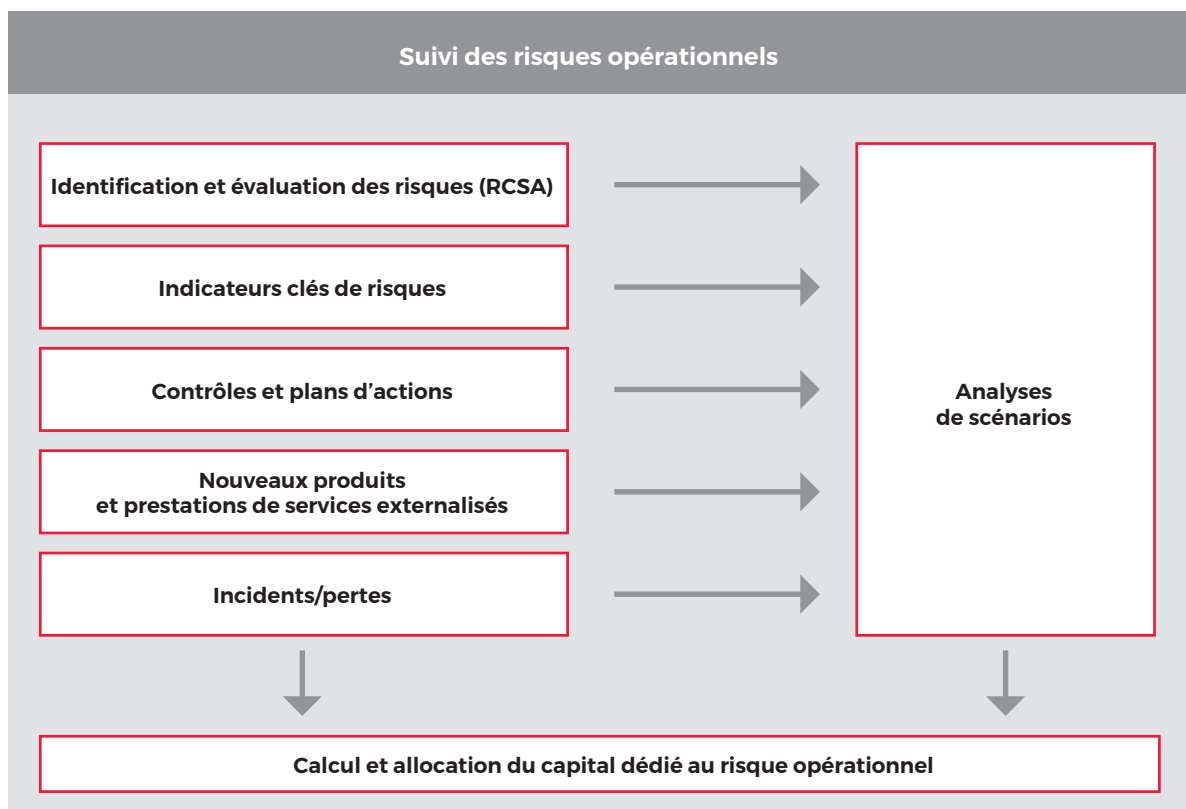 Suivi des risques opérationnels
Identification et évaluation des risques (RCSA)
Indicateurs clés de risques
Contrôles et plans d’actions
Nouveaux produits
et prestations de services externalisés
Incidents/pertes
Analyses
de scénarios
Calcul et allocation du capital dédié au risque opérationnel